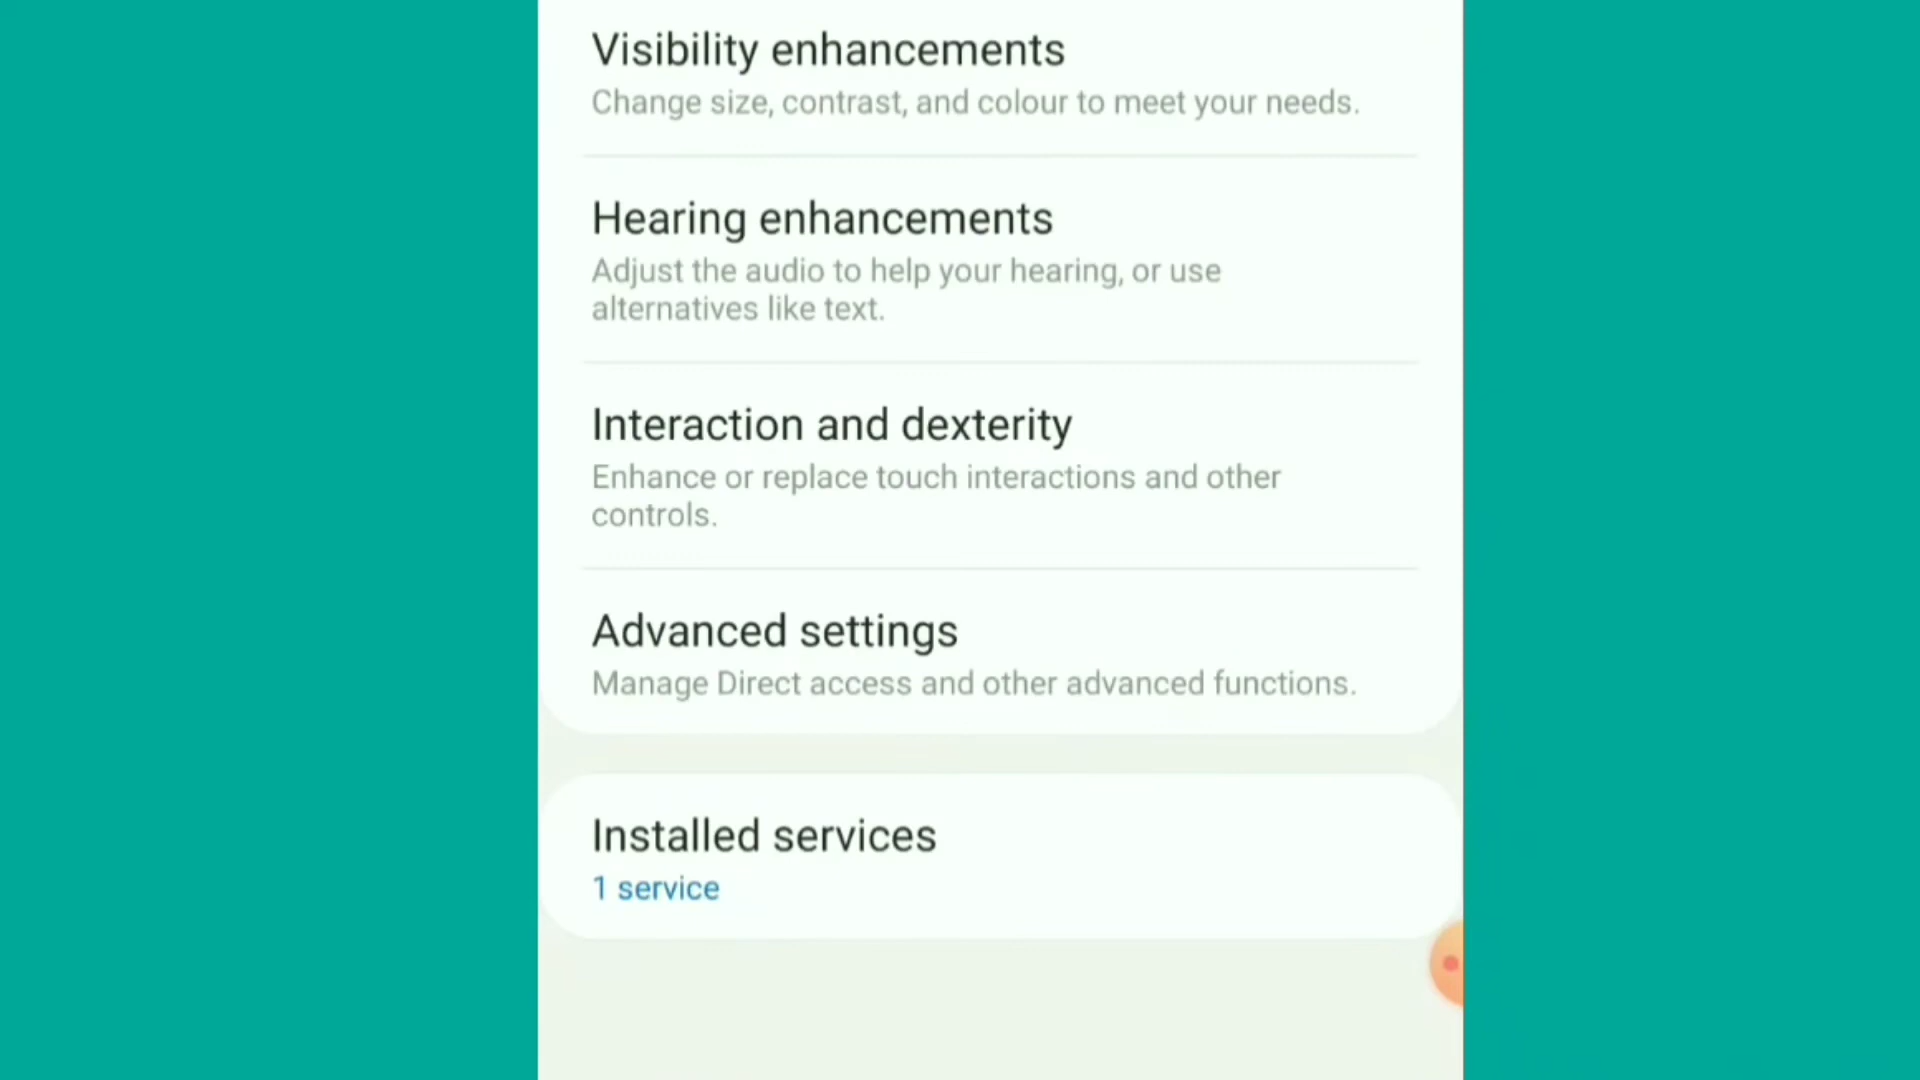 Visibility enhancements
Change size, contrast, and colour to meet your needs.
Hearing enhancements
Adjust the audio to help your hearing, or use
alternatives like text.
Interaction and dexterity
Enhance or replace touch interactions and other
controls.
Advanced settings
Manage Direct access and other advanced functions.
Installed services
1 service